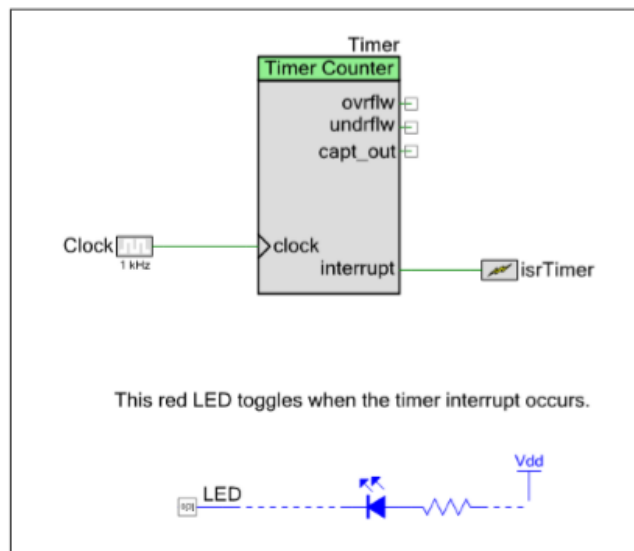 Timer
Timer Counter
ovrflw
undrflw
capt_out
Clock
1 kHz
clock
interrupt
isrTimer
This red LED toggles when the timer interrupt occurs.
Vdd
LED